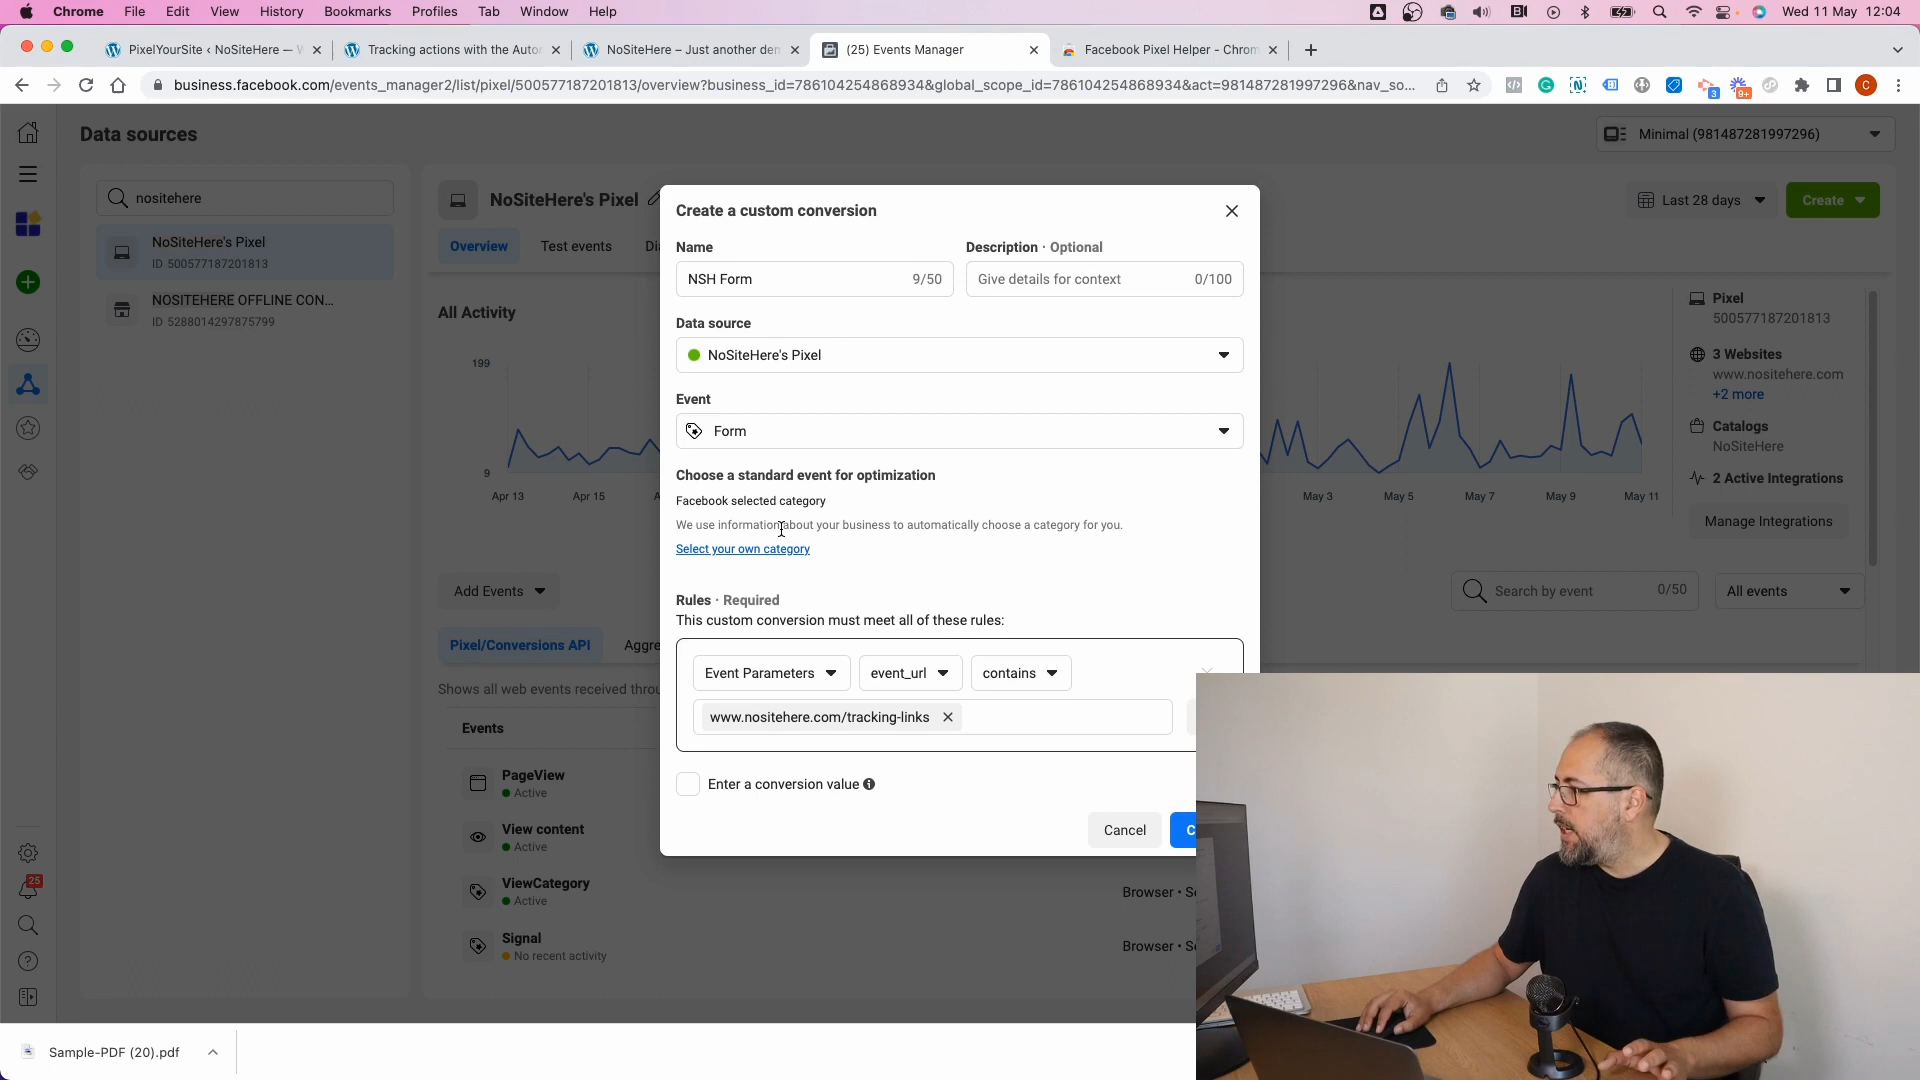 Chrome File Edit View History Bookmarks Profiles Tab Window Help
Wed 11 May 12:04
PixelYourSite ‹ NoSiteHere —
Tracking actions with the Autor
NoSiteHere – Just another den
(25) Events Manager
Facebook Pixel Helper - Chrom
business.facebook.com/events_manager2/list/pixel/500577187201813/overview?business_id=786104254868934&global_scope_id=786104254868934&act=981487281997296&nav_so...
3
9+
C
Data sources
Minimal (981487281997296)
nositehere
NoSiteHere's Pixel
ID 500577187201813
NOSITEHERE OFFLINE CON...
ID 5288014297875799
25
NoSiteHere's Pixel
Last 28 days
Create
Overview
Test events
All Activity
199
9
Apr 13
Apr 15
May 3
May 5
May 7
May 9
May 11
Pixel
500577187201813
3 Websites
www.nositehere.com
+2 more
Catalogs
NoSiteHere
2 Active Integrations
Manage Integrations
Add Events
Search by event 0/50
All events
Pixel/Conversions API
Shows all web events received
Events
PageView
Active
View content
Active
ViewCategory
Active
Browser •
Signal
No recent activity
Browser •
Create a custom conversion
Name
Description · Optional
NSH Form 9/50
Give details for context 0/100
Data source
NoSiteHere's Pixel
Event
Form
Choose a standard event for optimization
Facebook selected category
We use information about your business to automatically choose a category for you.
Select your own category
Rules · Required
This custom conversion must meet all of these rules:
Event Parameters
event_url
contains
www.nositehere.com/tracking-links
Enter a conversion value
Cancel
Sample-PDF (20).pdf